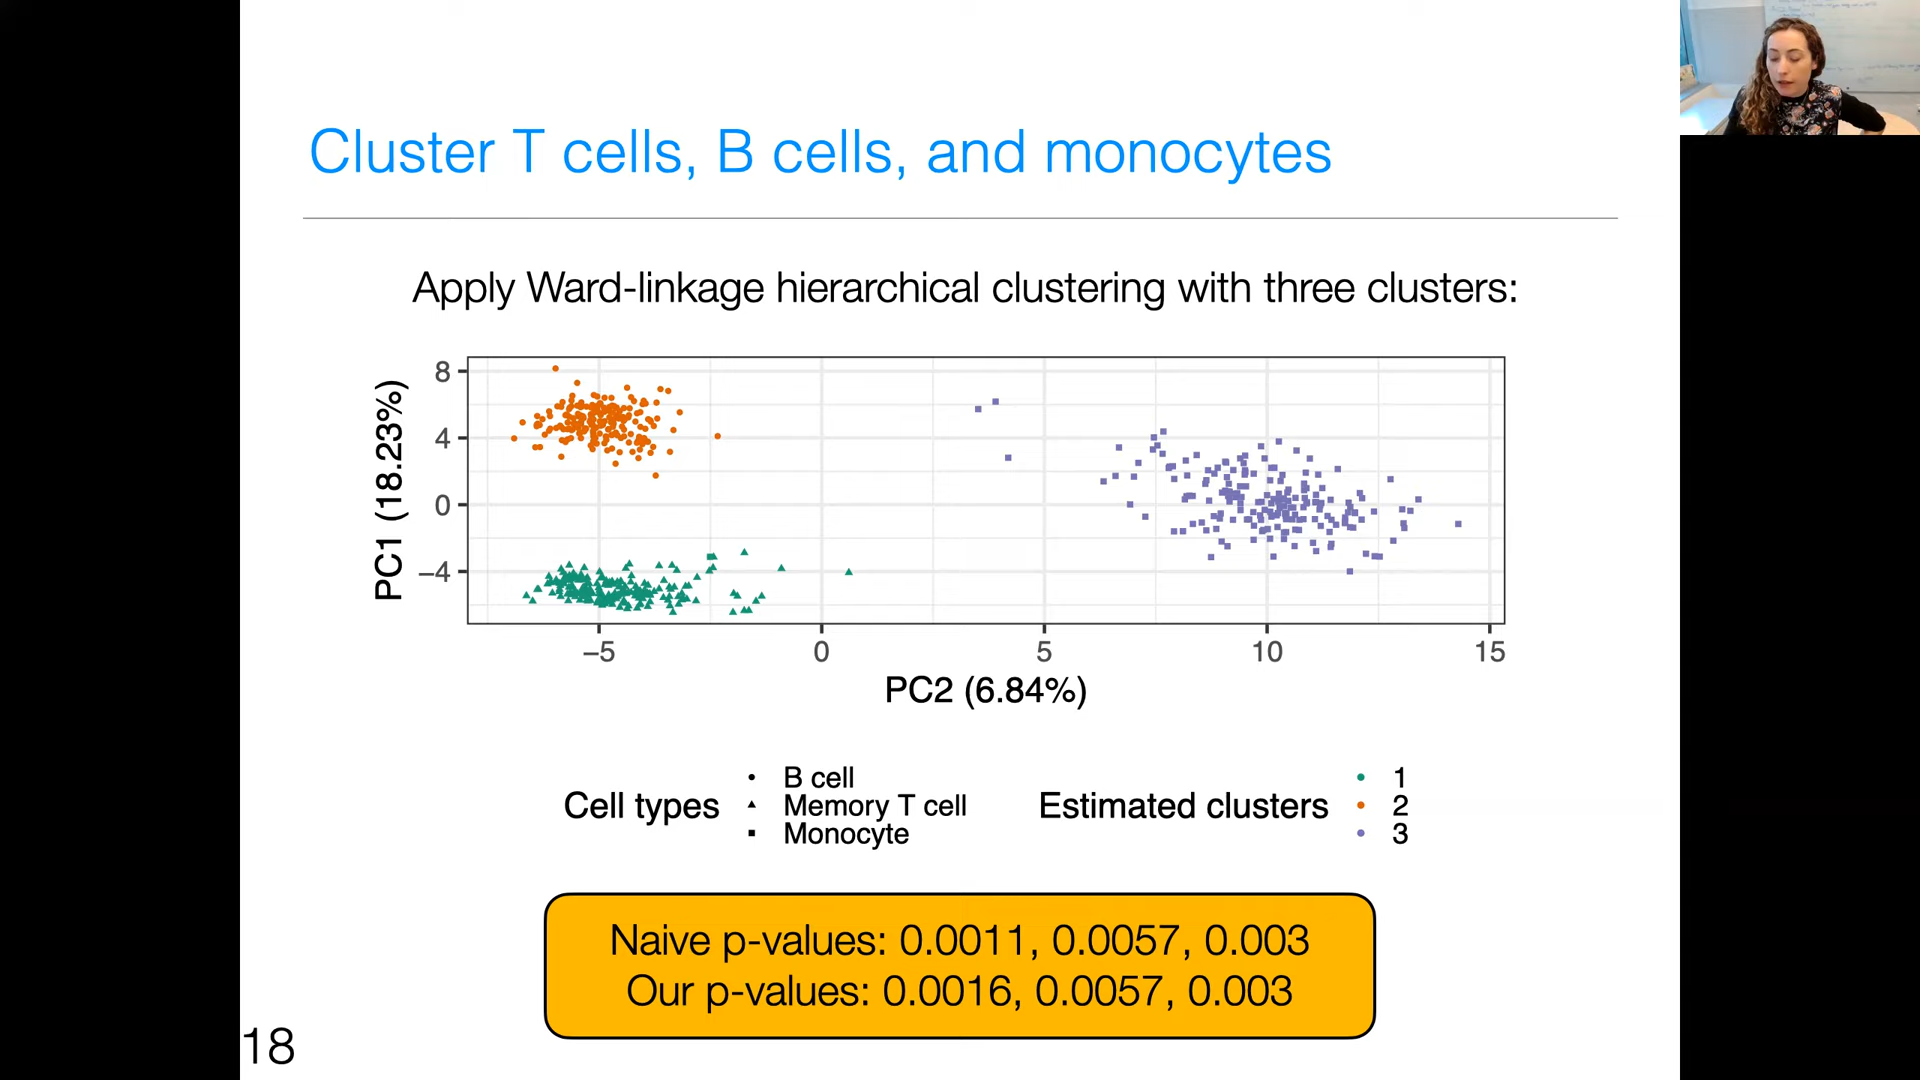 Cluster T cells, B cells, and monocytes
Apply Ward-linkage hierarchical clustering with three clusters:
PC1 (18.23%)
8
4
0
−4
−5
0
5
10
15
PC2 (6.84%)
Cell types
B cell
Memory T cell
Monocyte
Estimated clusters
1
2
3
Naive p-values: 0.0011, 0.0057, 0.003
Our p-values: 0.0016, 0.0057, 0.003
18